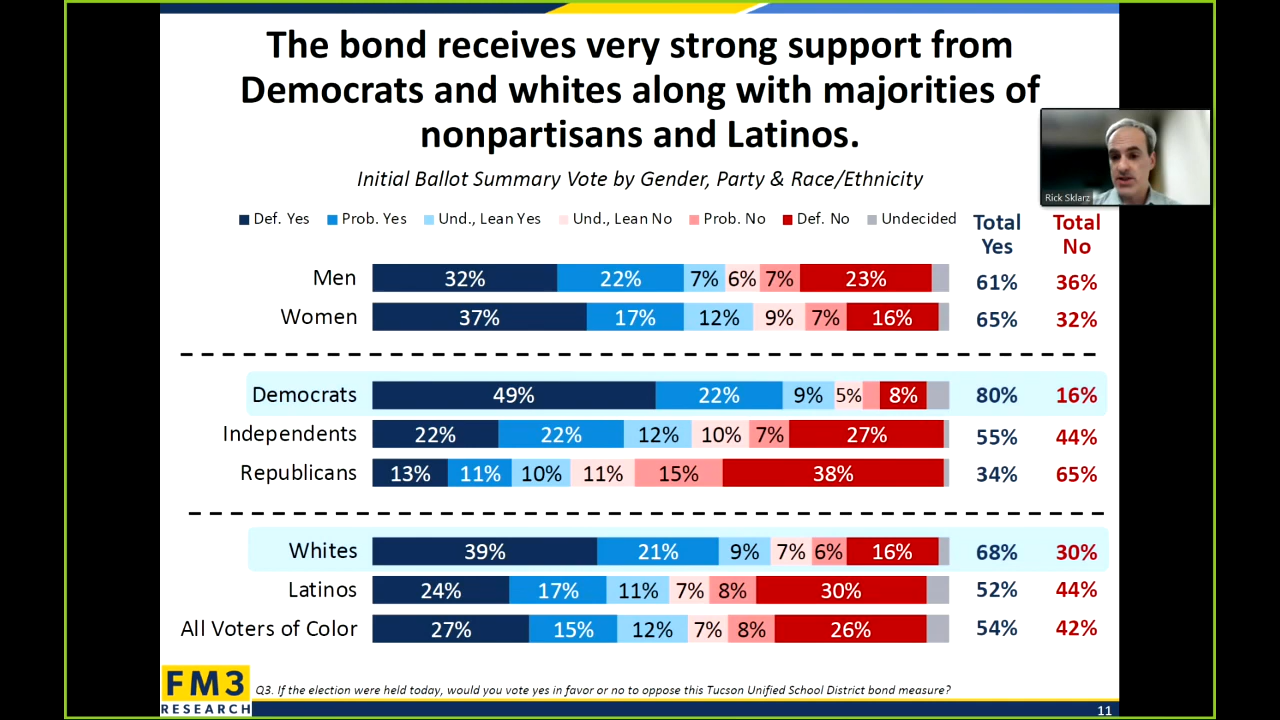 The bond receives very strong support from
Democrats and whites along with majorities of
nonpartisans and Latinos.
Initial Ballot Summary Vote by Gender, Party & Race/Ethnicity
Rick Sklarz
Def. Yes Prob. Yes Und., Lean Yes Und., Lean No Prob. No Def. No Undecided
Total Yes
Total No
Men 32% 22% 7% 6% 7% 23% 61% 36%
Women 37% 17% 12% 9% 7% 16% 65% 32%
Democrats 49% 22% 9% 5% 8% 80% 16%
Independents 22% 22% 12% 10% 7% 27% 55% 44%
Republicans 13% 11% 10% 11% 15% 38% 34% 65%
Whites 39% 21% 9% 7% 6% 16% 68% 30%
Latinos 24% 17% 11% 7% 8% 30% 52% 44%
All Voters of Color 27% 15% 12% 7% 8% 26% 54% 42%
FM3
RESEARCH
Q3. If the election were held today, would you vote yes in favor or no to oppose this Tucson Unified School District bond measure?
11